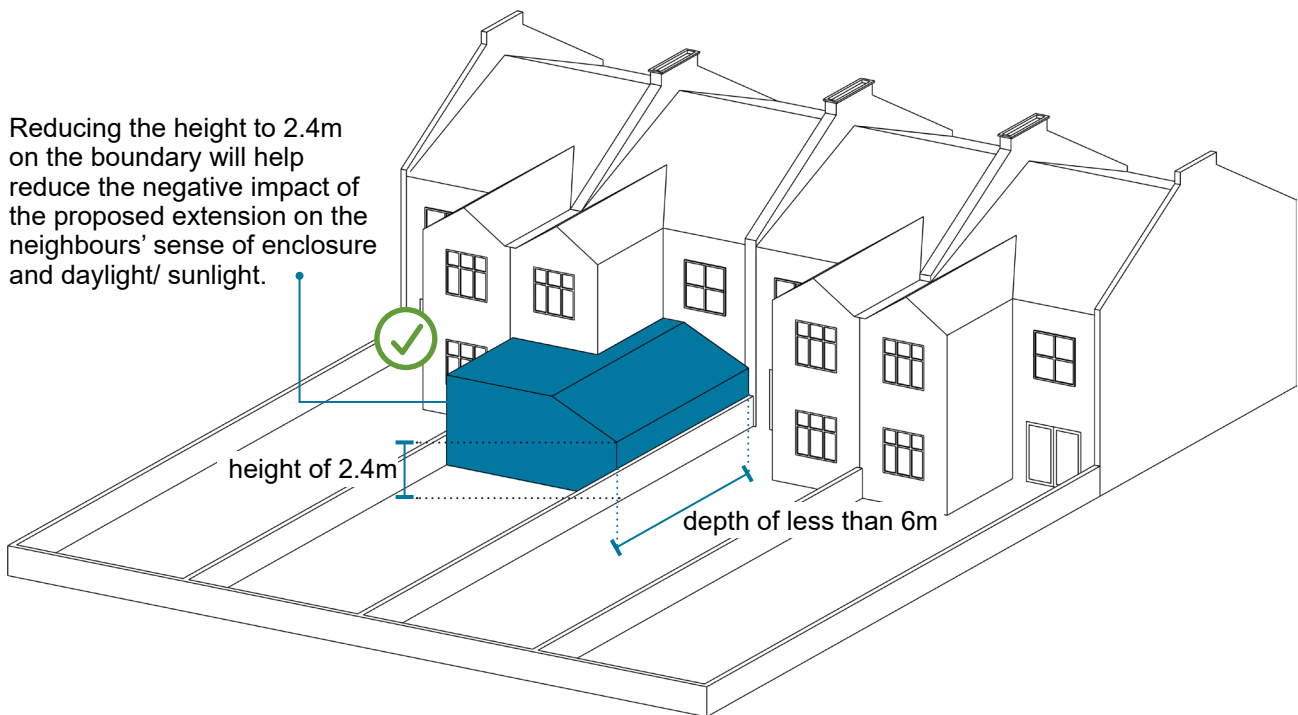 Reducing the height to 2.4m
on the boundary will help
reduce the negative impact of
the proposed extension on the
neighbours’ sense of enclosure
and daylight/ sunlight.
height of 2.4m
depth of less than 6m